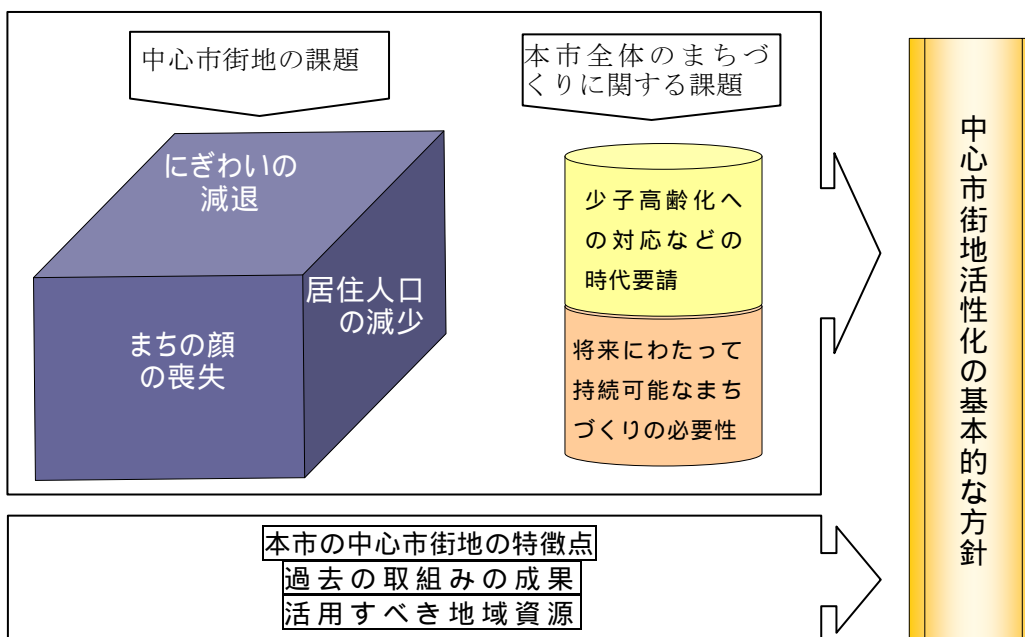 中心市街地の課題
本市全体のまちづ
くりに関する課題
にぎわいの
減退
居住人口
の減少
まちの顔
の喪失
少子高齢化へ
の対応などの
時代要請
将来にわたって
持続可能なまち
づくりの必要性
中心市街地活性化の基本的な方針
本市の中心市街地の特徴点
過去の取組みの成果
活用すべき地域資源